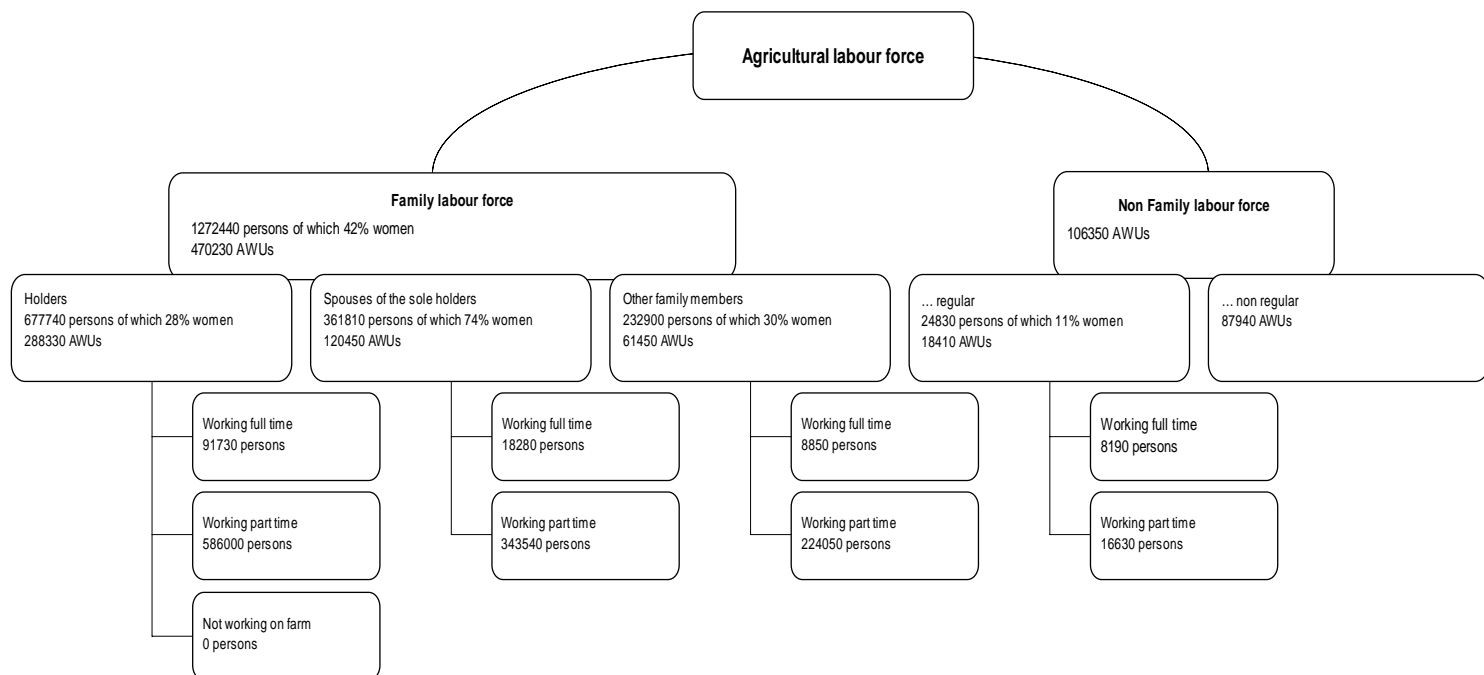 Agricultural labour force
Family labour force
1272440 persons of which 42% women
470230 AWUs
Non Family labour force
106350 AWUs
Holders
677740 persons of which 28% women
288330 AWUs
Spouses of the sole holders
361810 persons of which 74% women
120450 AWUs
Other family members
232900 persons of which 30% women
61450 AWUs
... regular
24830 persons of which 11% women
18410 AWUs
... non regular
87940 AWUs
Working full time
91730 persons
Working full time
18280 persons
Working full time
8850 persons
Working full time
8190 persons
Working part time
586000 persons
Working part time
343540 persons
Working part time
224050 persons
Working part time
16630 persons
Not working on farm
0 persons